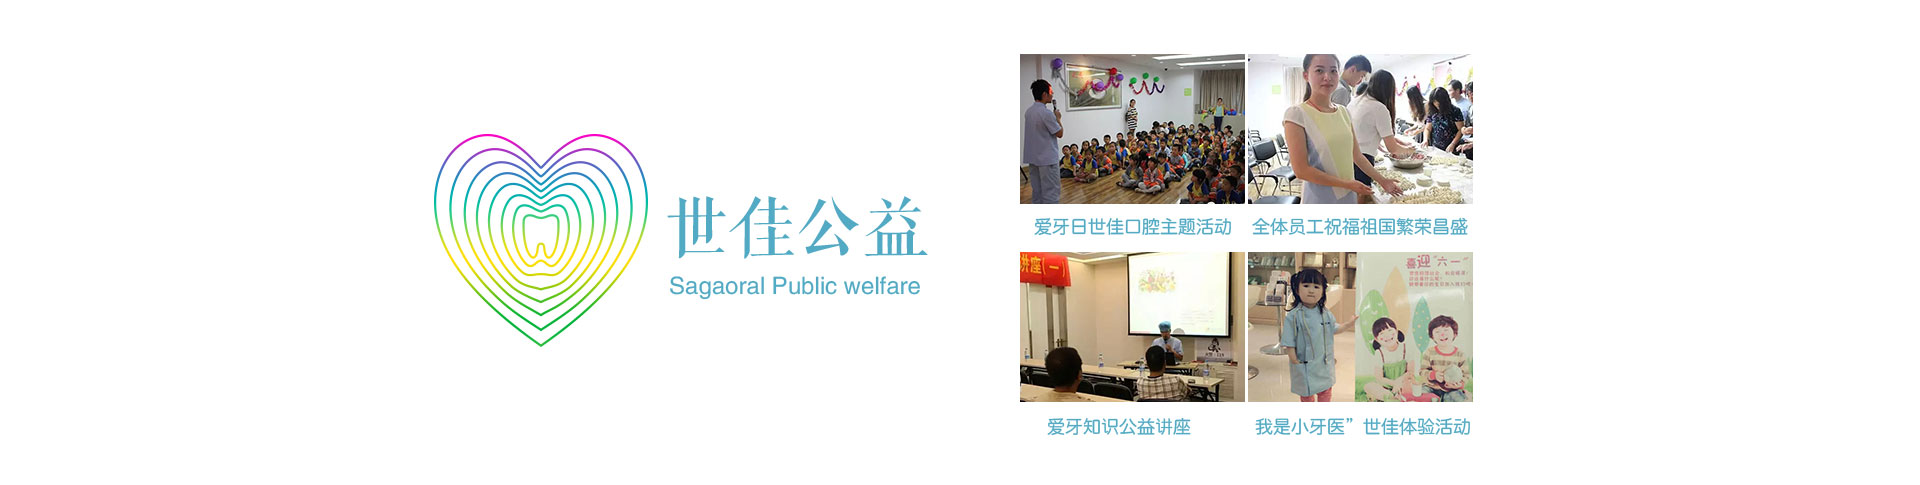 世佳公益
Sagaoral Public welfare
爱牙日世佳口腔主题活动
全体员工祝福祖国繁荣昌盛
讲座（一）
爱牙知识公益讲座
喜迎“六一”
我是小牙医”世佳体验活动